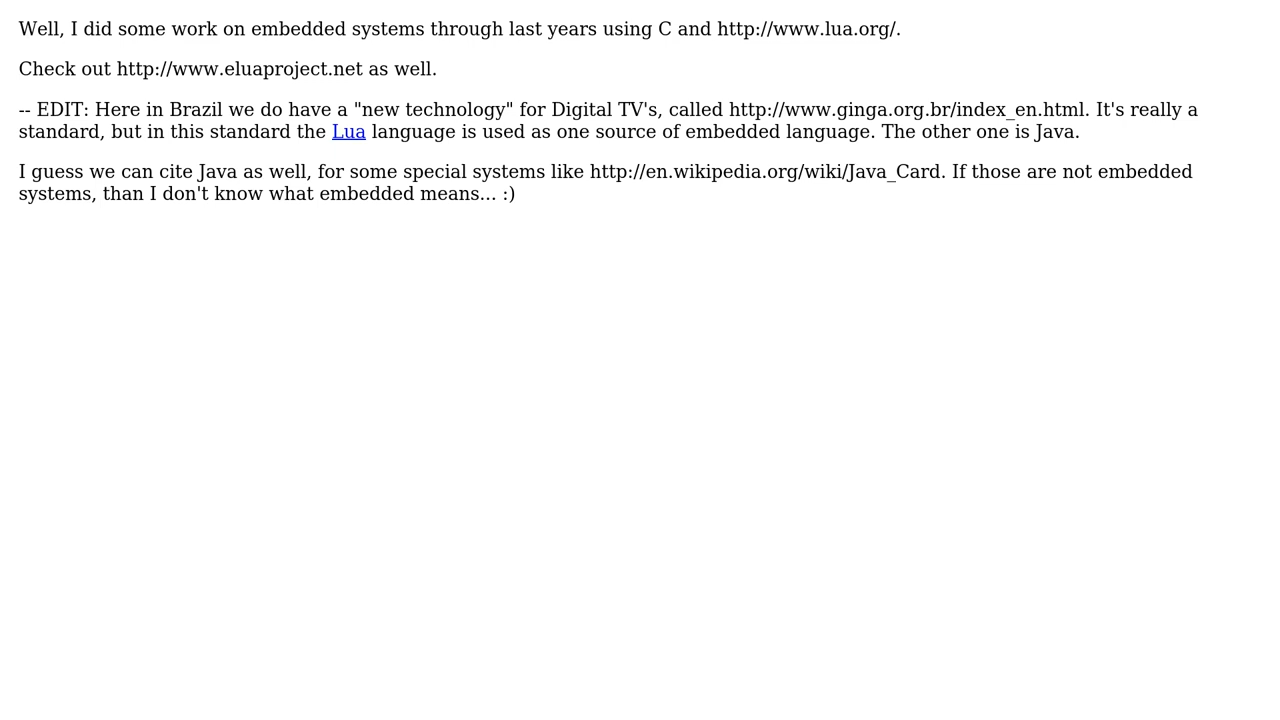 Well, I did some work on embedded systems through last years using C and http://www.lua.org/.
Check out http://www.eluaproject.net as well.
-- EDIT: Here in Brazil we do have a "new technology" for Digital TV's, called http://www.ginga.org.br/index_en.html. It's really a
standard, but in this standard the Lua language is used as one source of embedded language. The other one is Java.
I guess we can cite Java as well, for some special systems like http://en.wikipedia.org/wiki/Java_Card. If those are not embedded
systems, than I don't know what embedded means... :)